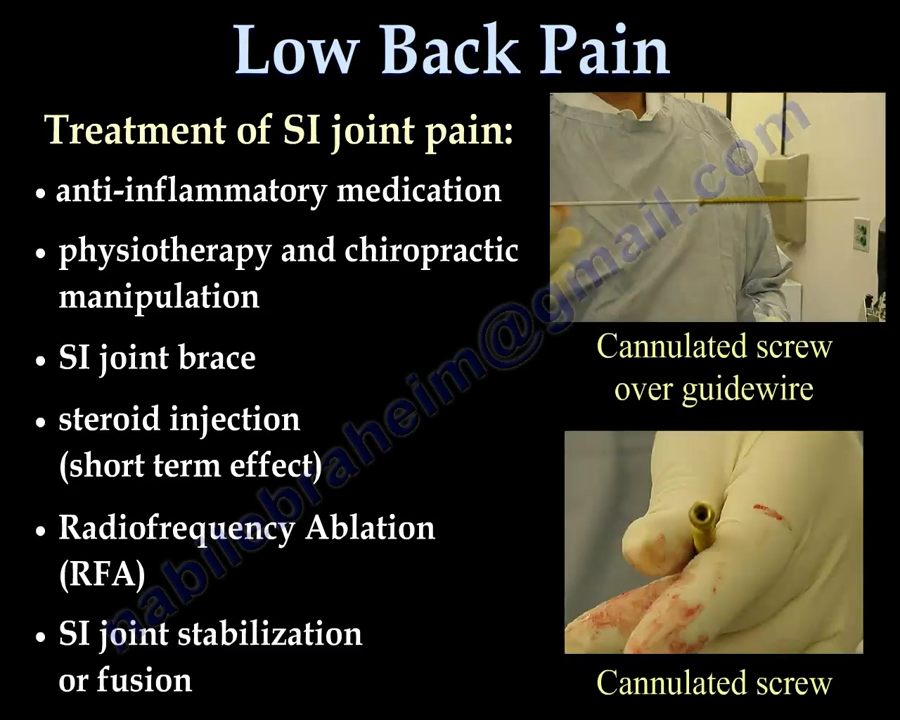 Low Back Pain
Treatment of SI joint pain:
• anti-inflammatory medication
• physiotherapy and chiropractic
manipulation
• SI joint brace
• steroid injection
(short term effect)
• Radiofrequency Ablation
(RFA)
• SI joint stabilization
or fusion
Cannulated screw
over guidewire
Cannulated screw
nabilebraheim@gmail.com